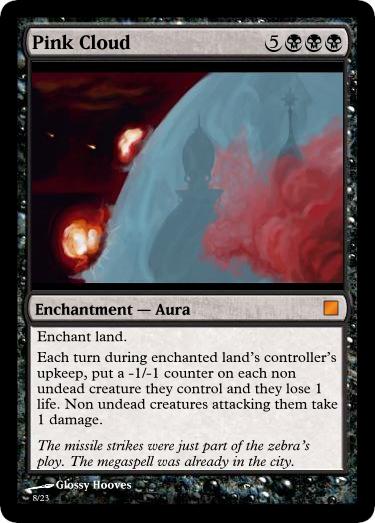 Pink Cloud 5
Enchantment — Aura
Enchant land.
Each turn during enchanted land's controller's
upkeep, put a -1/-1 counter on each non
undead creature they control and they lose 1
life. Non undead creatures attacking them take
1 damage.
The missile strikes were just part of the zebra's
ploy. The megaspell was already in the city.
Glossy Hooves
8/23